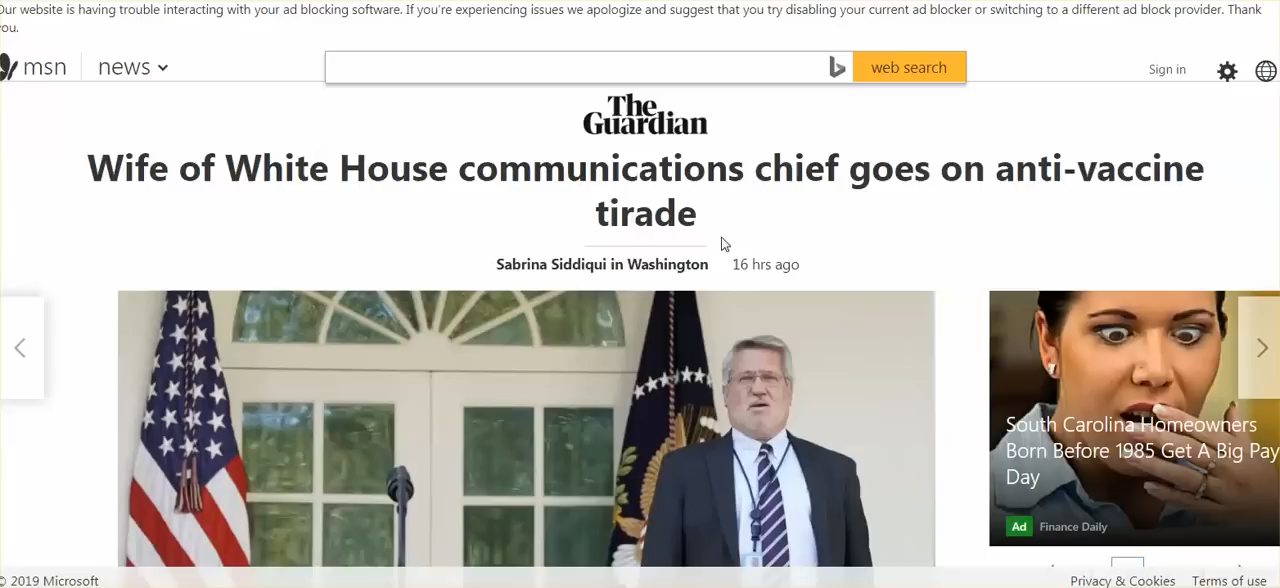 Our website is having trouble interacting with your ad blocking software. If you're experiencing issues we apologize and suggest that you try disabling your current ad blocker or switching to a different ad block provider. Thank
you.
msn
news
web search
Sign in
The
Guardian
Wife of White House communications chief goes on anti-vaccine
tirade
Sabrina Siddiqui in Washington 16 hrs ago
South Carolina Homeowners
Born Before 1985 Get A Big Pay
Day
Ad Finance Daily
© 2019 Microsoft
Privacy & Cookies Terms of use